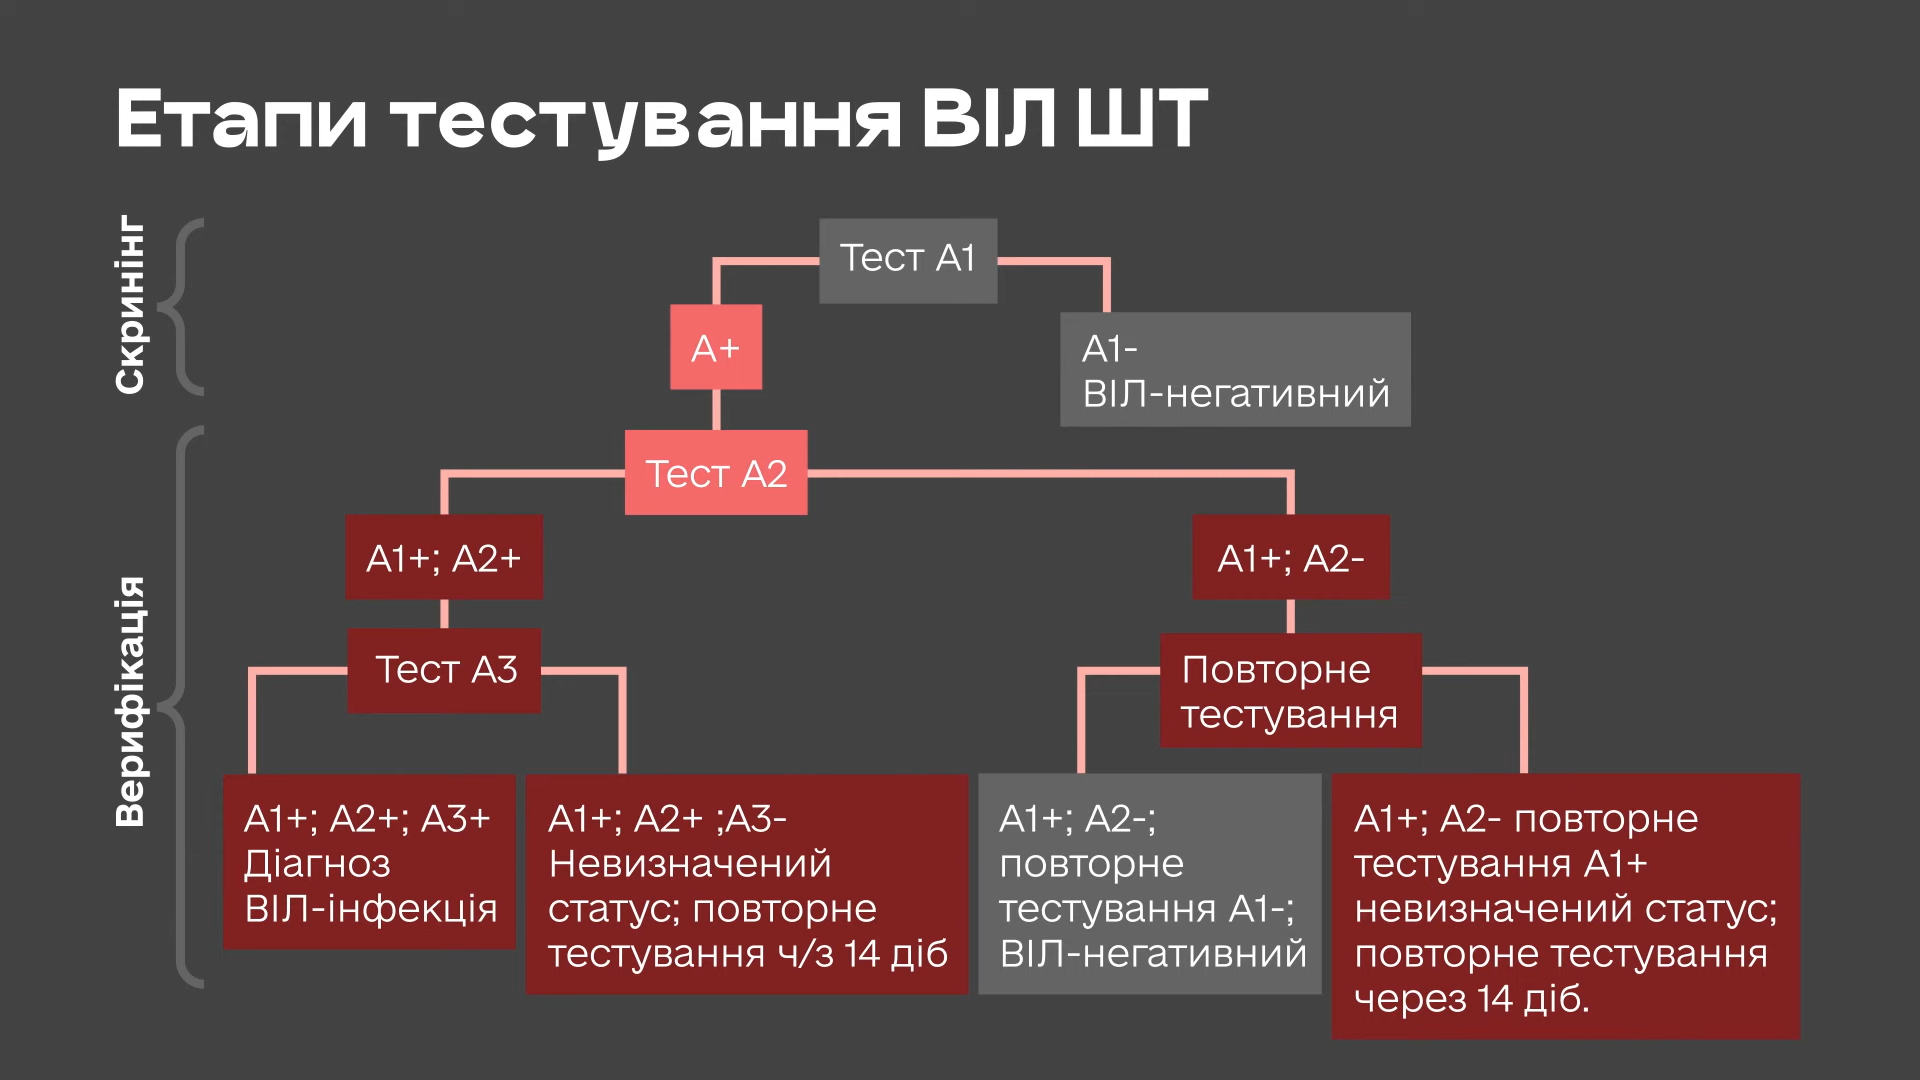 Етапи тестування ВІЛ ШТ
Скринінг
Тест А1
А+
А1-
ВІЛ-негативний
Верифікація
Тест А2
А1+; А2+
А1+; А2-
Тест А3
Повторне
тестування
А1+; А2+; А3+
Діагноз
ВІЛ-інфекція
А1+; А2+ ;А3-
Невизначений
статус; повторне
тестування ч/з 14 діб
А1+; А2-;
повторне
тестування А1-;
ВІЛ-негативний
А1+; А2- повторне
тестування А1+
невизначений статус;
повторне тестування
через 14 діб.